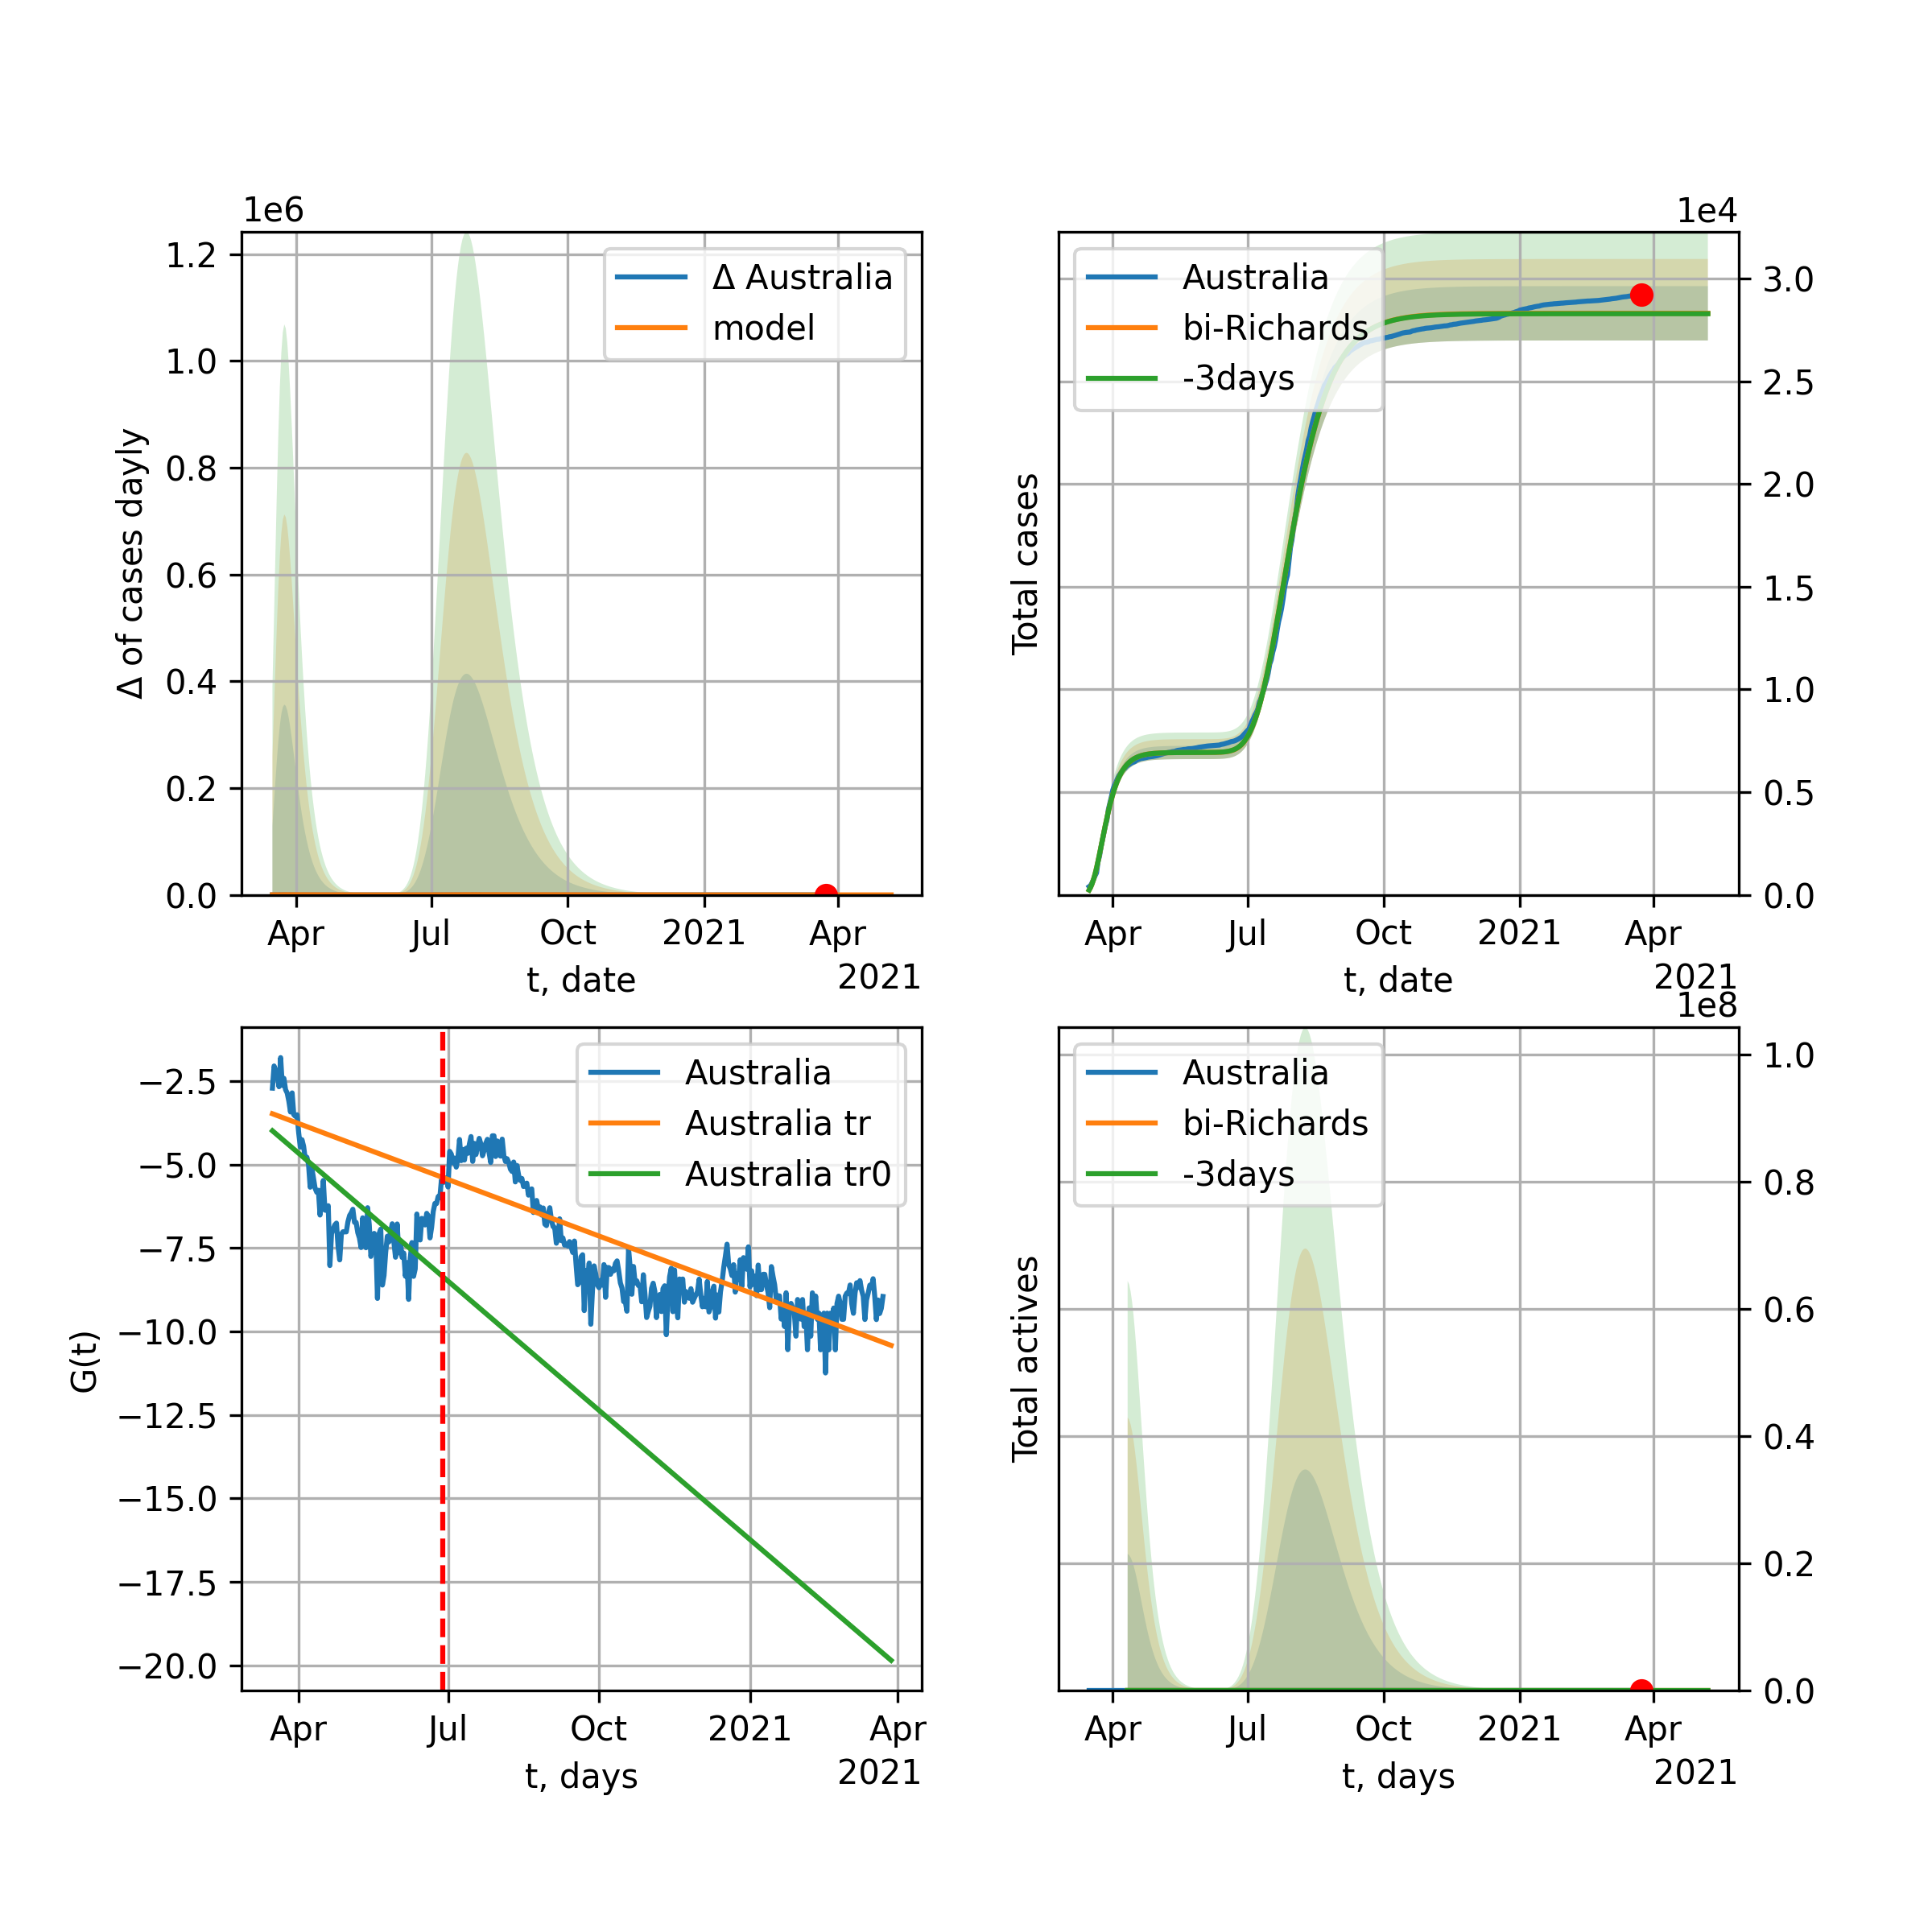 1e6
1.2
1.0
0.8
0.6
0.4
0.2
0.0
Δ of cases dayly
Δ Australia
model
Apr
Jul
Oct
2021
Apr
t, date
2021
1e4
3.0
2.5
2.0
1.5
1.0
0.5
0.0
Total cases
Australia
bi-Richards
-3days
Apr
Jul
Oct
2021
Apr
t, date
2021
−2.5
−5.0
−7.5
−10.0
−12.5
−15.0
−17.5
−20.0
G(t)
Australia
Australia tr
Australia tr0
Apr
Jul
Oct
2021
Apr
t, days
2021
1e8
1.0
0.8
0.6
0.4
0.2
0.0
Total actives
Australia
bi-Richards
-3days
Apr
Jul
Oct
2021
Apr
t, days
2021